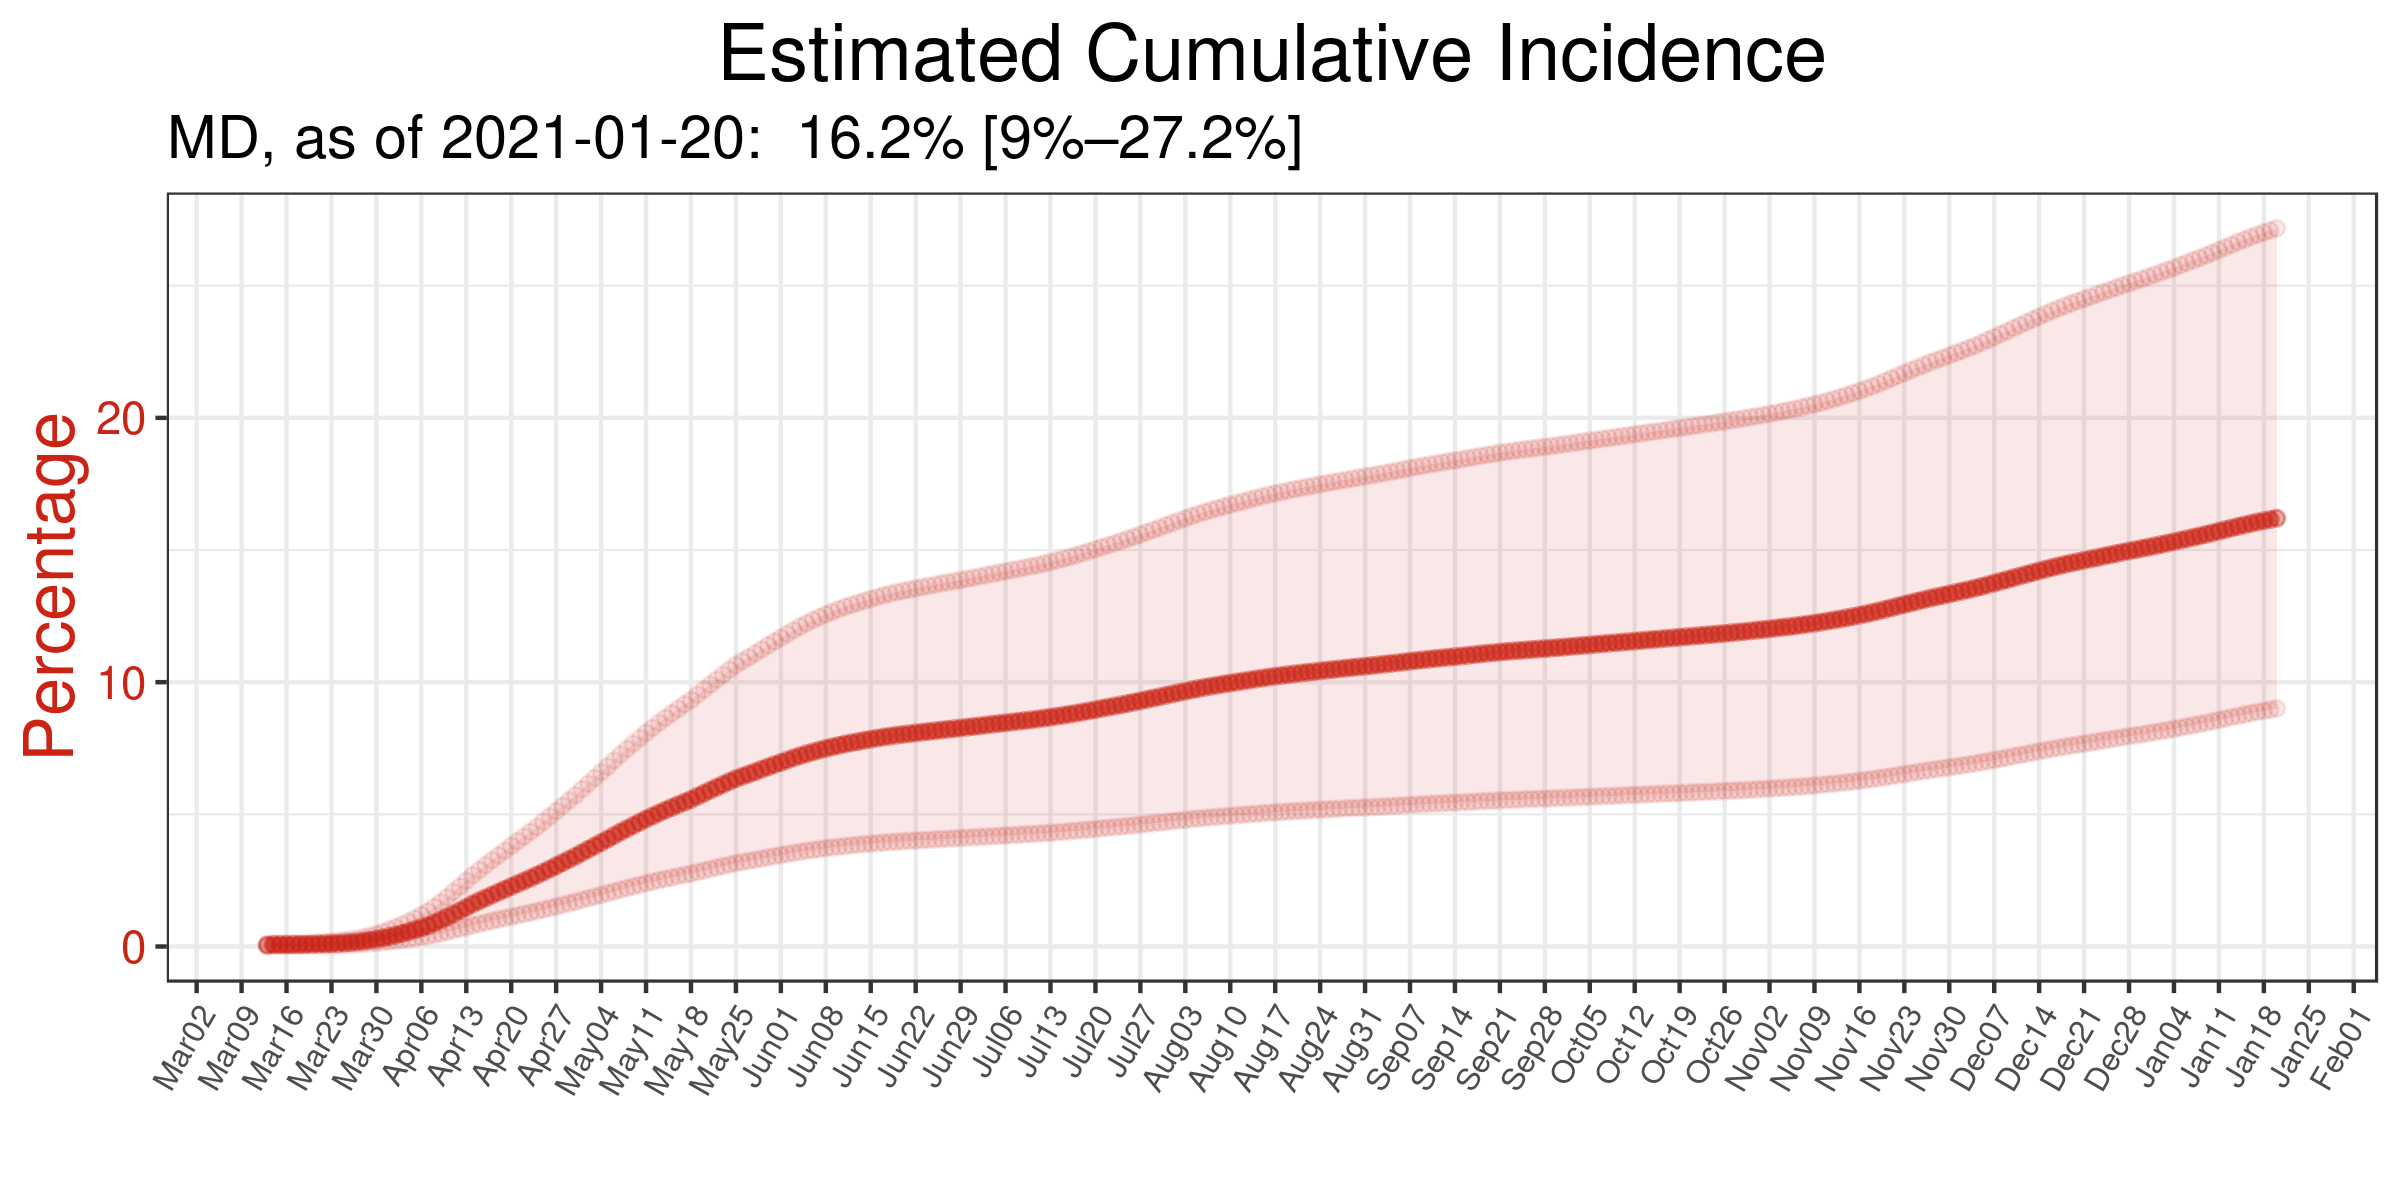 Estimated Cumulative Incidence
MD, as of 2021-01-20:  16.2% [9%–27.2%]
Percentage
20
10
0
Mar02
Mar09
Mar16
Mar23
Mar30
Apr06
Apr13
Apr20
Apr27
May04
May11
May18
May25
Jun01
Jun08
Jun15
Jun22
Jun29
Jul06
Jul13
Jul20
Jul27
Aug03
Aug10
Aug17
Aug24
Aug31
Sep07
Sep14
Sep21
Sep28
Oct05
Oct12
Oct19
Oct26
Nov02
Nov09
Nov16
Nov23
Nov30
Dec07
Dec14
Dec21
Dec28
Jan04
Jan11
Jan18
Jan25
Feb01